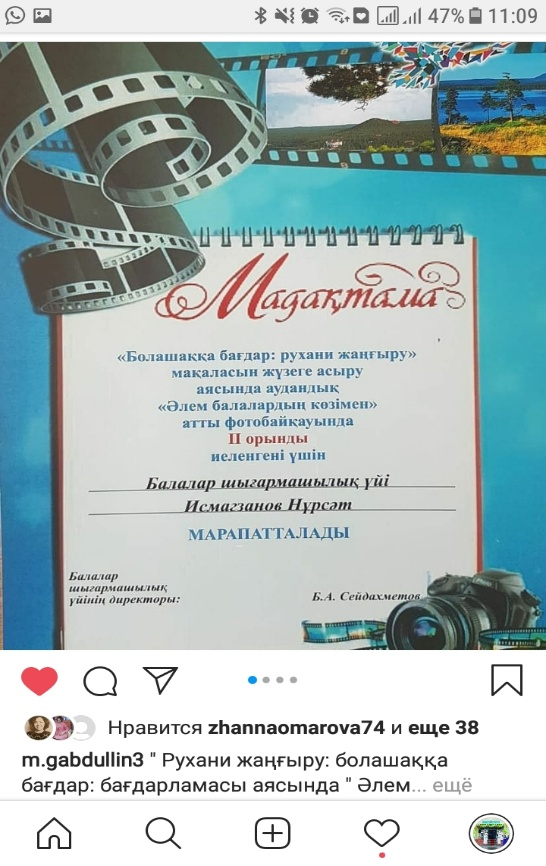 47% 11:09
Мадақтама
«Болашаққа бағдар: рухани жаңғыру»
мақаласын жүзеге асыру
аясында аудандық
«Әлем балалардың көзімен»
атты фотобайқауында
ІІ орынды
иеленгені үшін
Балалар шығармашылық үйі
Исмагзанов Нұрсәт
МАРАПАТТАЛАДЫ
Балалар
шығармашылық
үйінің директоры:
Б.А. Сейдахметов
Нравится zhannaomarova74 и еще 38
m.gabdullin3 " Рухани жаңғыру: болашаққа
бағдар: бағдарламасы аясында " Әлем... ещё